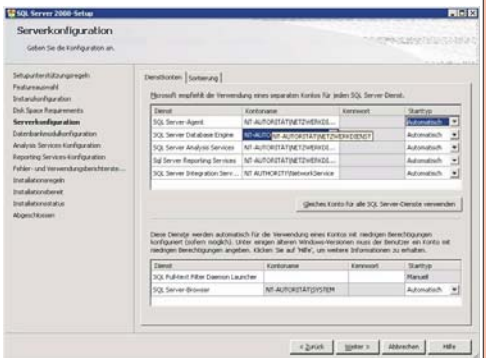 SQL Server 2008-Setup
Serverkonfiguration
Geben Sie die Konfiguration an.
Setupunterstützungsregeln
Featureauswahl
Instanzkonfiguration
Disk Space Requirements
Serverkonfiguration
Datenbankmodulkonfiguration
Analysis Services-Konfiguration
Reporting Services-Konfiguration
Fehler- und Verwendungsberichterste...
Installationsregeln
Installationsbereit
Installationsstatus
Abgeschlossen
Dienstkonten Sortierung
Microsoft empfiehlt die Verwendung eines separaten Kontos für jeden SQL Server-Dienst.
Dienst Kontoname Kennwort Starttyp
SQL Server-Agent NT-AUTORITÄT\NETZWERKDI... Automatisch
SQL Server Database Engine NT-AUTO NT-AUTORITÄT\NETZWERKDIENST Automatisch
SQL Server Analysis Services NT-AUTORITÄT\NETZWERKDI... Automatisch
Sql Server Reporting Services NT-AUTORITÄT\NETZWERKDI... Automatisch
SQL Server Integration Serv... NT AUTHORITY\NetworkService Automatisch
Gleiches Konto für alle SQL Server-Dienste verwenden
Diese Dienste werden automatisch für die Verwendung eines Kontos mit niedrigen Berechtigungen
konfiguriert (sofern möglich). Unter einigen älteren Windows-Versionen muss der Benutzer ein Konto mit
niedrigen Berechtigungen angeben. Klicken Sie auf 'Hilfe', um weitere Informationen zu erhalten.
Dienst Kontoname Kennwort Starttyp
SQL Full-text Filter Daemon Launcher Manuell
SQL Server-Browser NT-AUTORITÄT\SYSTEM Automatisch
< Zurück Weiter > Abbrechen Hilfe